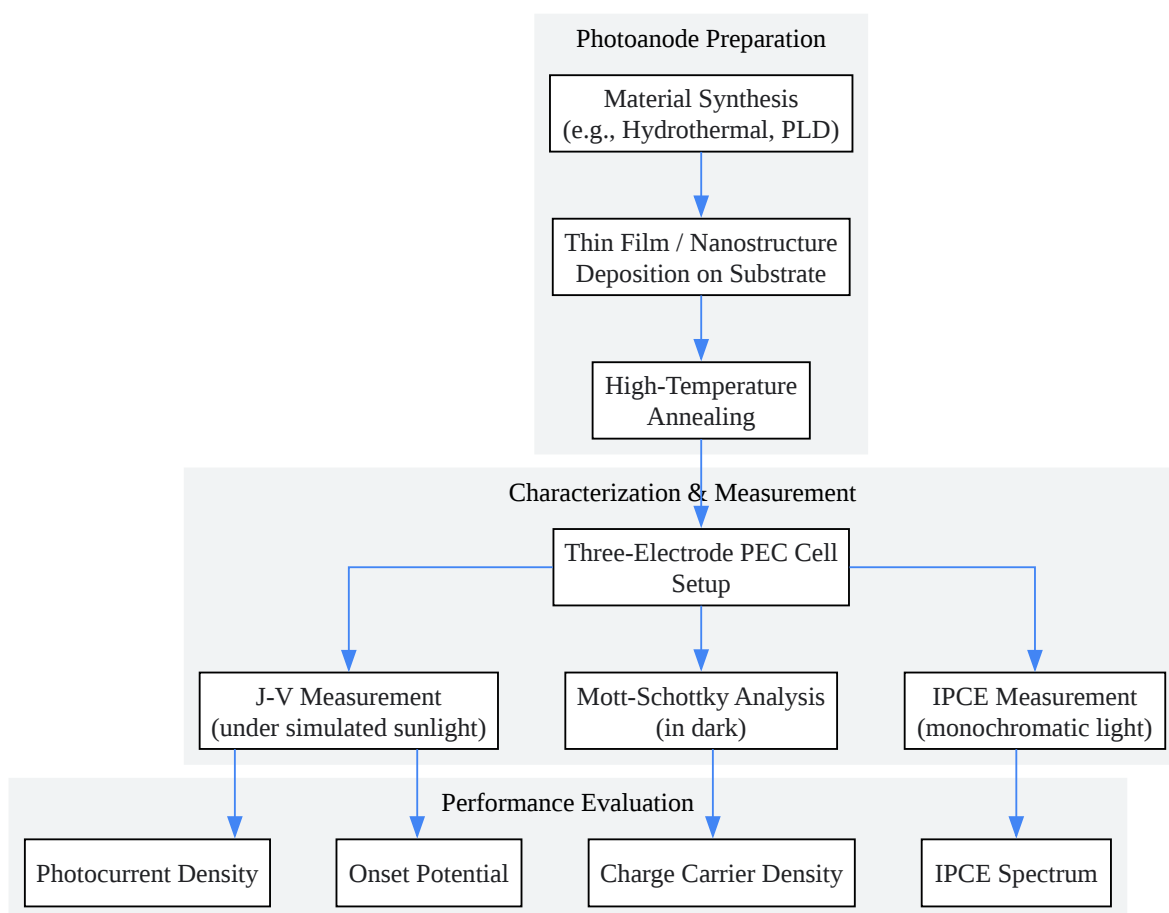 Photoanode Preparation
Material Synthesis
(e.g., Hydrothermal, PLD)
Thin Film / Nanostructure
Deposition on Substrate
High-Temperature
Annealing
Characterization & Measurement
Three-Electrode PEC Cell
Setup
J-V Measurement
(under simulated sunlight)
Mott-Schottky Analysis
(in dark)
IPCE Measurement
(monochromatic light)
Performance Evaluation
Photocurrent Density
Onset Potential
Charge Carrier Density
IPCE Spectrum